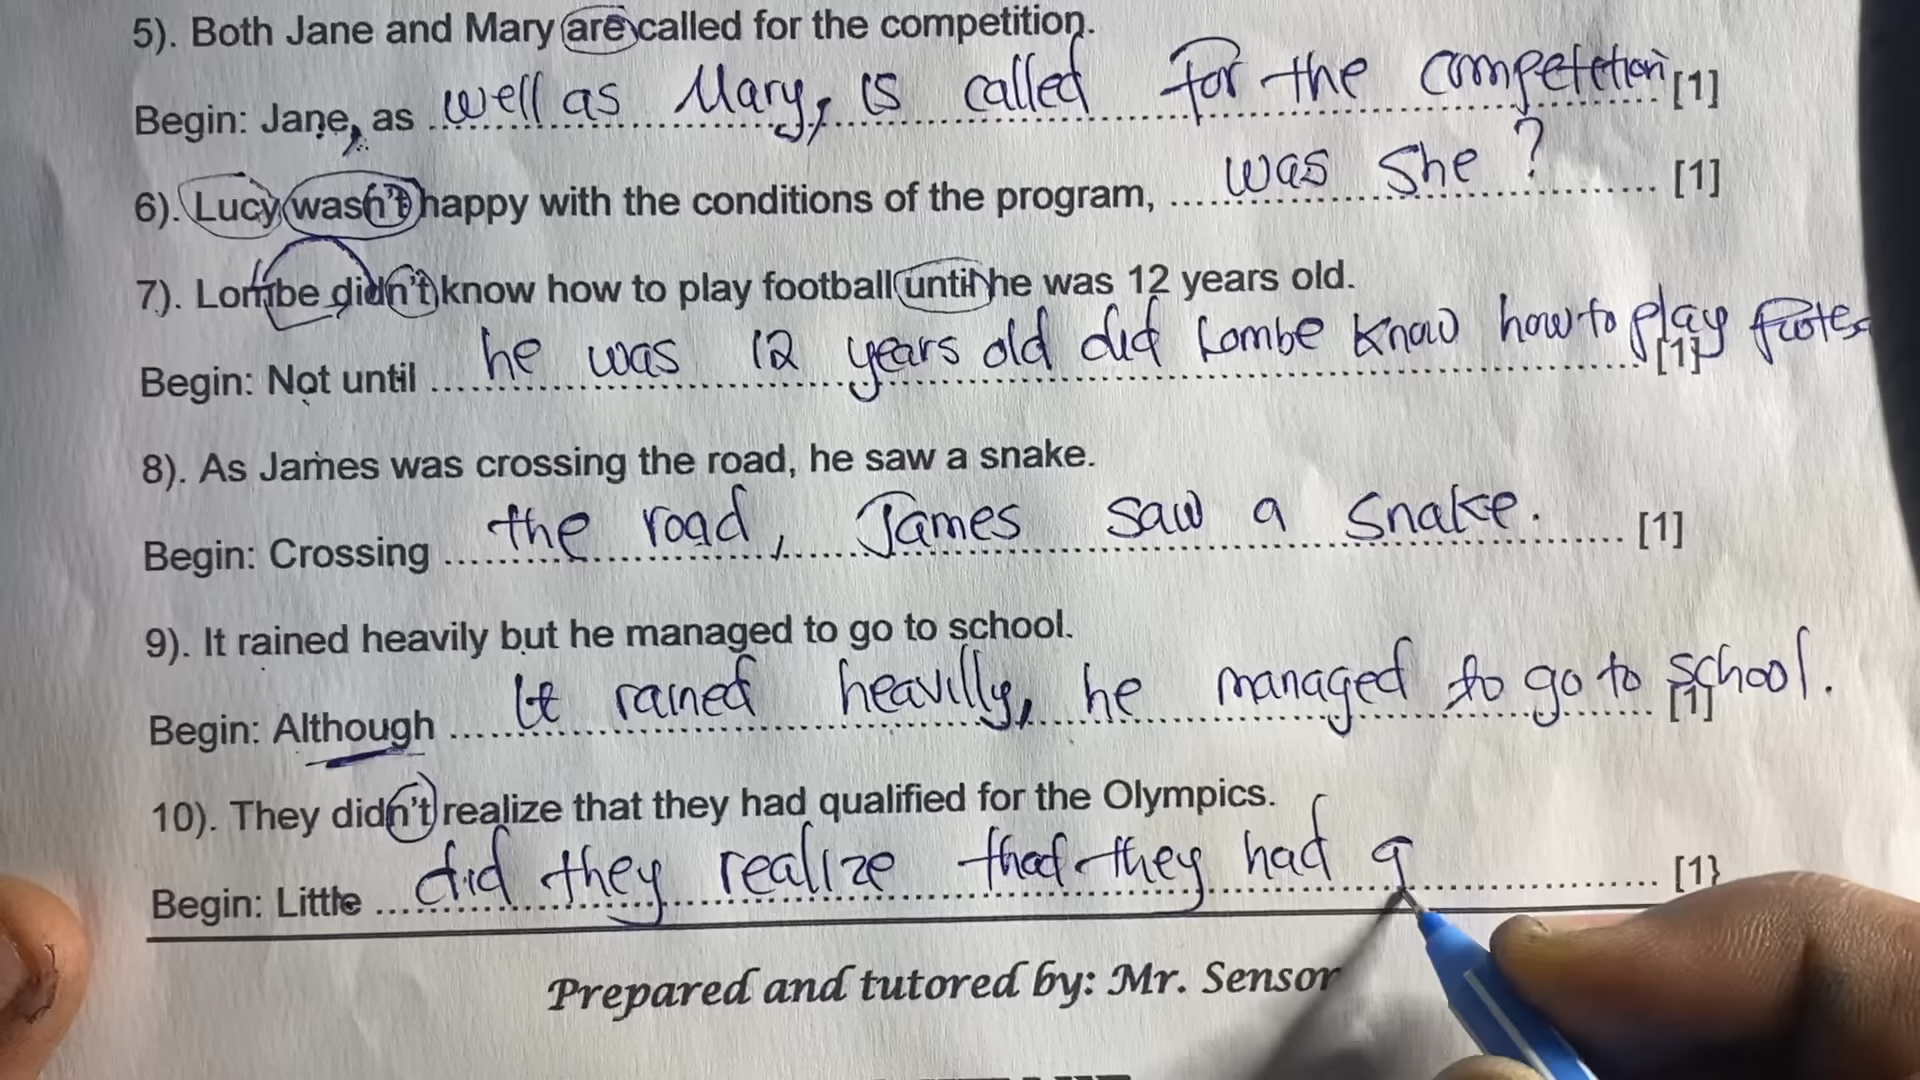 5). Both Jane and Mary are called for the competition.
Begin: Jane, as well as Mary, is called for the competetion [1]
6). Lucy wasn't happy with the conditions of the program, was she? [1]
7). Lombe didn't know how to play football until he was 12 years old.
Begin: Not until he was 12 years old did Lombe know how to play [1]
8). As James was crossing the road, he saw a snake.
Begin: Crossing the road, James saw a snake. [1]
9). It rained heavily but he managed to go to school.
Begin: Although It rained heavilly, he managed to go to school. [1]
10). They didn't realize that they had qualified for the Olympics.
Begin: Little did they realize that they had q [1}
Prepared and tutored by: Mr. Sensor